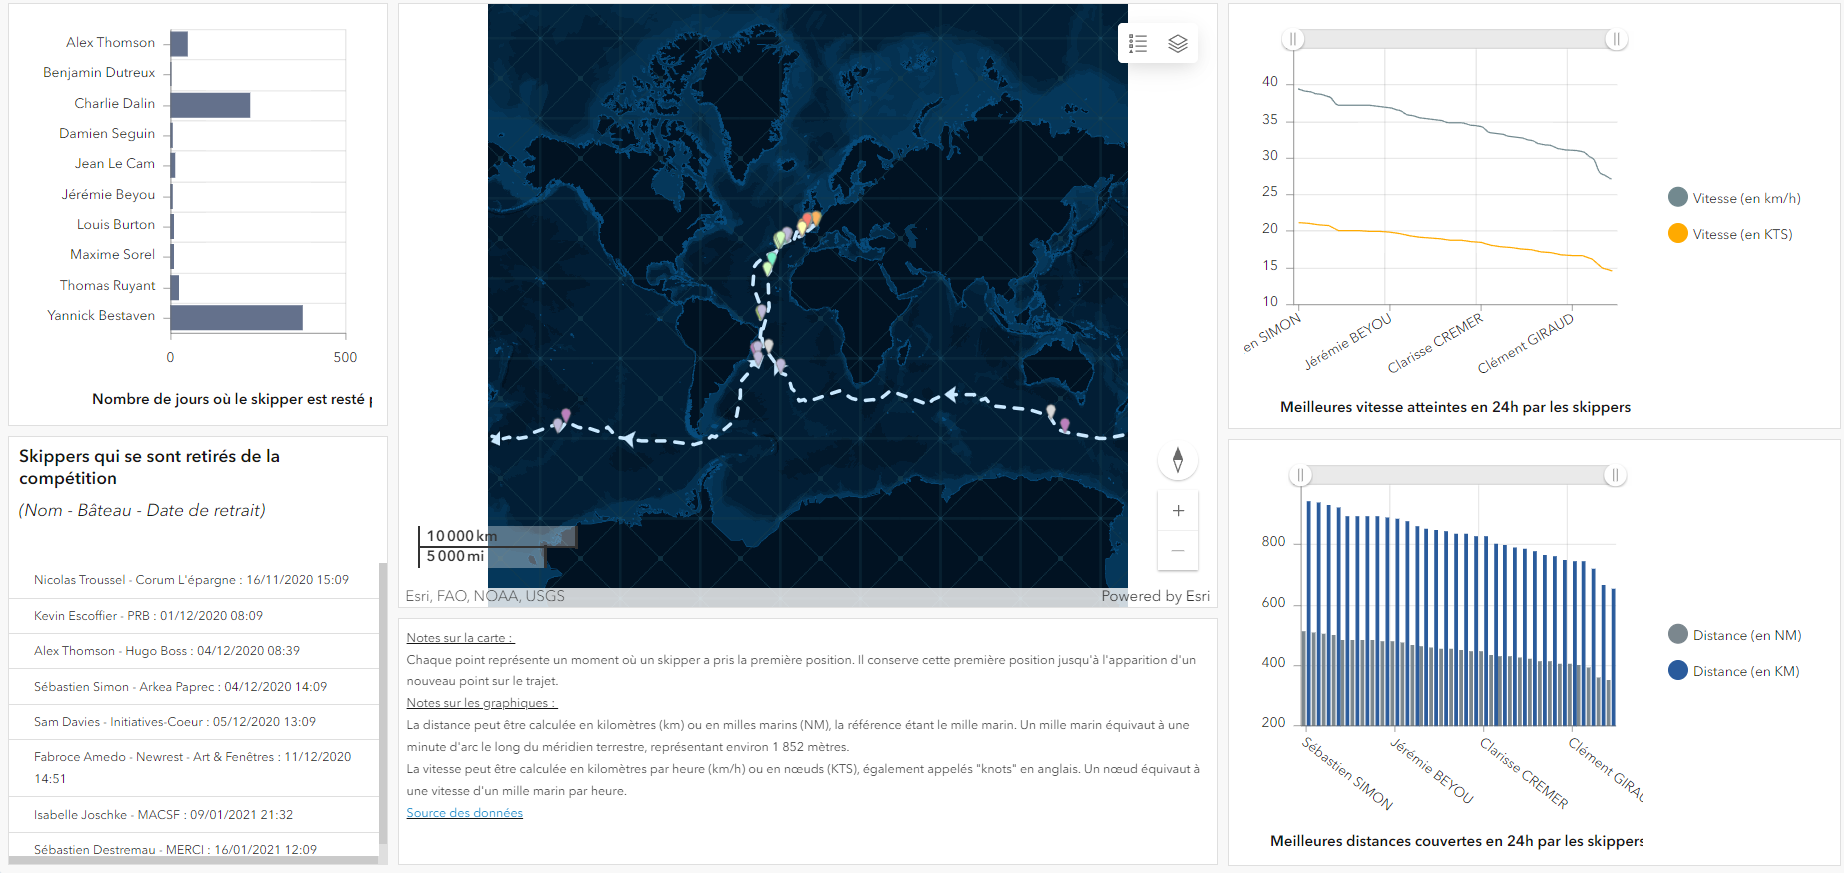 Alex Thomson
Benjamin Dutreux
Charlie Dalin
Damien Seguin
Jean Le Cam
Jérémie Beyou
Louis Burton
Maxime Sorel
Thomas Ruyant
Yannick Bestaven
0
500
Nombre de jours où le skipper est resté p
Skippers qui se sont retirés de la
compétition
(Nom - Bâteau - Date de retrait)
Nicolas Troussel - Corum L'épargne : 16/11/2020 15:09
Kevin Escoffier - PRB : 01/12/2020 08:09
Alex Thomson - Hugo Boss : 04/12/2020 08:39
Sébastien Simon - Arkea Paprec : 04/12/2020 14:09
Sam Davies - Initiatives-Coeur : 05/12/2020 13:09
Fabroce Amedo - Newrest - Art & Fenêtres : 11/12/2020
14:51
Isabelle Joschke - MACSF : 09/01/2021 21:32
Sébastien Destremau - MERCI : 16/01/2021 12:09
10 000 km
5 000 mi
Esri, FAO, NOAA, USGS
Powered by Esri
Notes sur la carte :
Chaque point représente un moment où un skipper a pris la première position. Il conserve cette première position jusqu'à l'apparition d'un
nouveau point sur le trajet.
Notes sur les graphiques :
La distance peut être calculée en kilomètres (km) ou en milles marins (NM), la référence étant le mille marin. Un mille marin équivaut à une
minute d'arc le long du méridien terrestre, représentant environ 1 852 mètres.
La vitesse peut être calculée en kilomètres par heure (km/h) ou en nœuds (KTS), également appelés "knots" en anglais. Un nœud équivaut à
une vitesse d'un mille marin par heure.
Source des données
40
35
30
25
20
15
10
en SIMON
Jérémie BEYOU
Clarisse CREMER
Clément GIRAUD
Vitesse (en km/h)
Vitesse (en KTS)
Meilleures vitesse atteintes en 24h par les skippers
800
600
400
200
Sébastien SIMON
Jérémie BEYOU
Clarisse CREMER
Clément GIRAU
Distance (en NM)
Distance (en KM)
Meilleures distances couvertes en 24h par les skippers